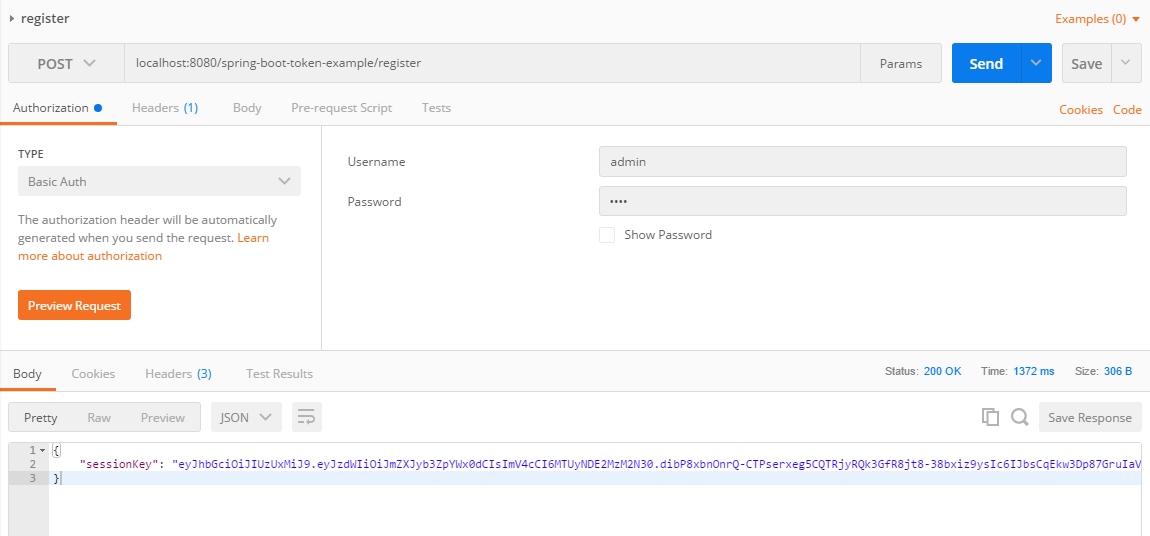 register
Examples (0)
POST
localhost:8080/spring-boot-token-example/register
Params
Send
Save
Authorization
Headers (1)
Body
Pre-request Script
Tests
Cookies
Code
TYPE
Basic Auth
The authorization header will be automatically
generated when you send the request. Learn
more about authorization
Preview Request
Username
admin
Password
••••
Show Password
Body
Cookies
Headers (3)
Test Results
Status: 200 OK
Time: 1372 ms
Size: 306 B
Pretty
Raw
Preview
JSON
Save Response
1 {
2 "sessionKey": "eyJhbGciOiJIUzUxMiJ9.eyJzdWIiOiJmZXJyb3ZpYWx0dCIsImV4cCI6MTUyNDE2MzM2N30.dibP8xbnOnrQ-CTPserxeg5CQTRjyRQk3GfR8jt8-38bxiz9ysIc6IJbsCqEkw3Dp87GruIaV
3 }